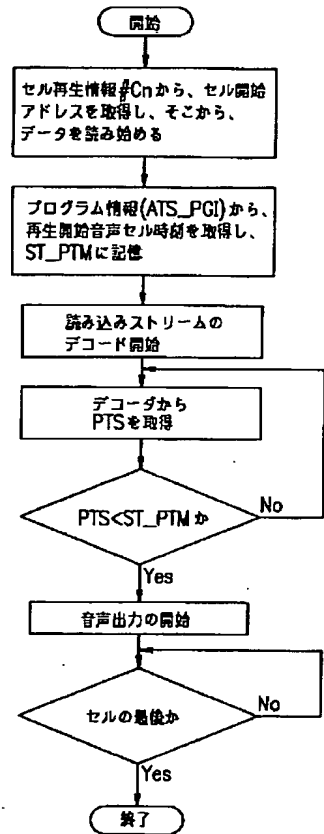 開始
セル再生情報#Cnから、セル開始
アドレスを取得し、そこから、
データを読み始める
プログラム情報(ATS_PGI)から、
再生開始音声セル時刻を取得し、
ST_PTMに記憶
読み込みストリームの
デコード開始
デコーダから
PTSを取得
PTS<ST_PTMか
No
Yes
音声出力の開始
セルの最後か
No
Yes
終了